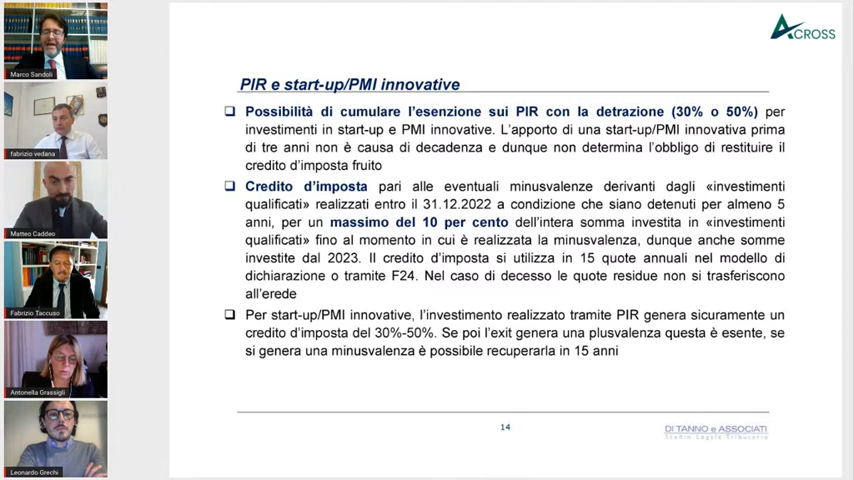 Marco Sandoli
fabrizio vedana
Matteo Caddeo
Fabrizio Taccuso
Antonella Grassigli
Leonardo Grechi
ACROSS
PIR e start-up/PMI innovative
Possibilità di cumulare l'esenzione sui PIR con la detrazione (30% o 50%) per
investimenti in start-up e PMI innovative. L'apporto di una start-up/PMI innovativa prima
di tre anni non è causa di decadenza e dunque non determina l'obbligo di restituire il
credito d'imposta fruito
Credito d'imposta pari alle eventuali minusvalenze derivanti dagli «investimenti
qualificati» realizzati entro il 31.12.2022 a condizione che siano detenuti per almeno 5
anni, per un massimo del 10 per cento dell'intera somma investita in «investimenti
qualificati» fino al momento in cui è realizzata la minusvalenza, dunque anche somme
investite dal 2023. Il credito d'imposta si utilizza in 15 quote annuali nel modello di
dichiarazione o tramite F24. Nel caso di decesso le quote residue non si trasferiscono
all'erede
Per start-up/PMI innovative, l'investimento realizzato tramite PIR genera sicuramente un
credito d'imposta del 30%-50%. Se poi l'exit genera una plusvalenza questa è esente, se
si genera una minusvalenza è possibile recuperarla in 15 anni
14
DI TANNO e ASSOCIATI
Studio Legale Tributario